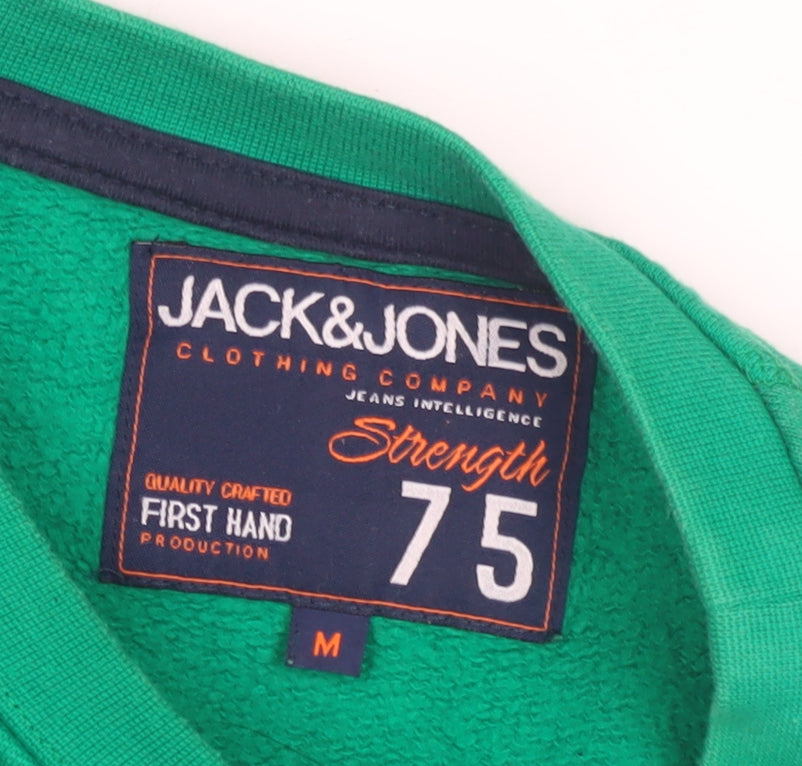 JACK&JONES
CLOTHING COMPANY
JEANS INTELLIGENCE
Strength
75
QUALITY CRAFTED
FIRST HAND
PRODUCTION
M